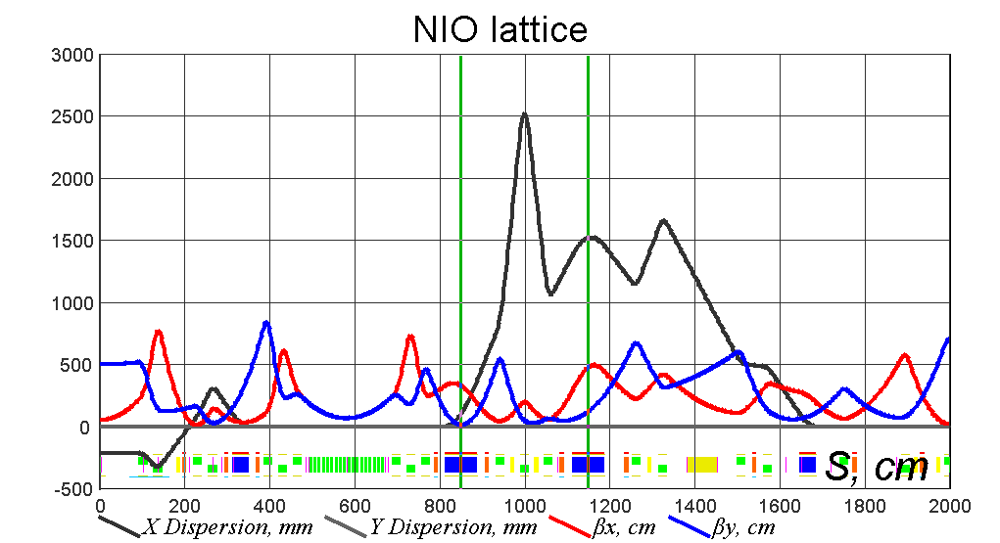 NIO lattice
3000
2500
2000
1500
1000
500
0
-500
S, cm
0 200 400 600 800 1000 1200 1400 1600 1800 2000
X Dispersion, mm Y Dispersion, mm βx, cm βy, cm